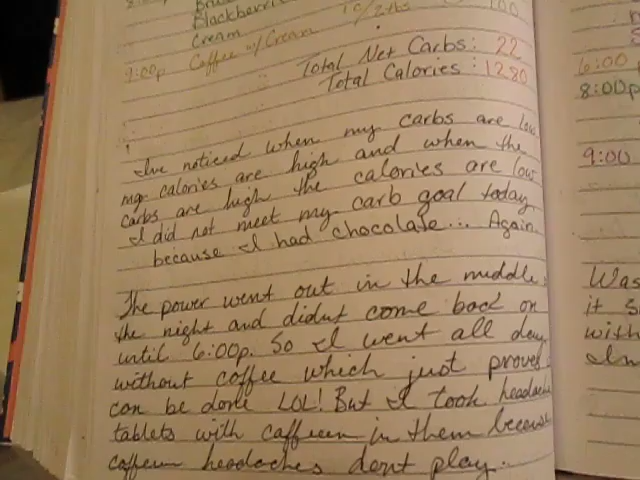 Blackberries
Cream 1c/2tbs 100
9:00p Coffee w/ Cream
Total Net Carbs: 22
Total Calories: 1280
I've noticed when my carbs are low
my calories are high and when the
carbs are high the calories are low
I did not meet my carb goal today
because I had chocolate... Again
The power went out in the middle
the night and didnt come back on
until 6:00p. So I went all day
without coffee which just proves
can be done LOL! But I took headache
tablets with caffeen in them because
caffeen headaches dont play.
6:00
8:00p
9:00
Was
it s
with